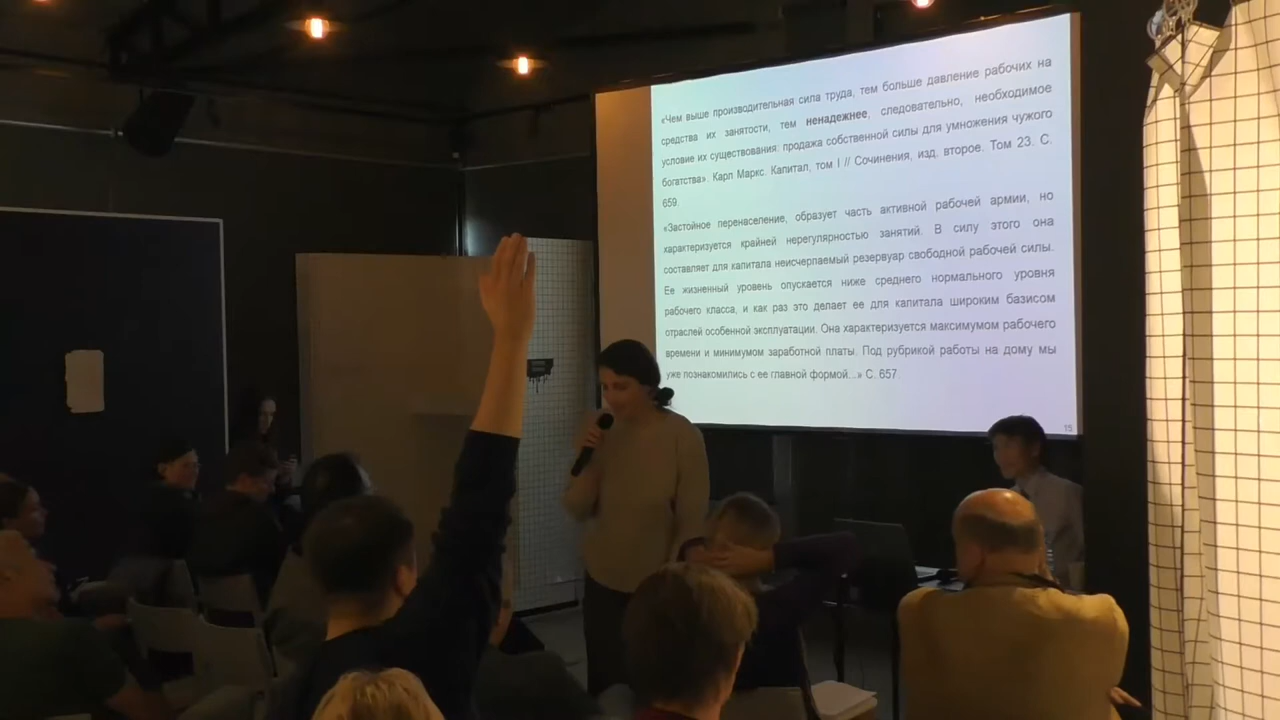 «Чем выше производительная сила труда, тем больше давление рабочих на
средства их занятости, тем ненадежнее, следовательно, необходимое
условие их существования: продажа собственной силы для умножения чужого
богатства». Карл Маркс. Капитал, том I // Сочинения, изд. второе. Том 23. С.
659.
«Застойное перенаселение, образует часть активной рабочей армии, но
характеризуется крайней нерегулярностью занятий. В силу этого она
составляет для капитала неисчерпаемый резервуар свободной рабочей силы.
Ее жизненный уровень опускается ниже среднего нормального уровня
рабочего класса, и как раз это делает ее для капитала широким базисом
отраслей особенной эксплуатации. Она характеризуется максимумом рабочего
времени и минимумом заработной платы. Под рубрикой работы на дому мы
уже познакомились с ее главной формой...» С. 657
15